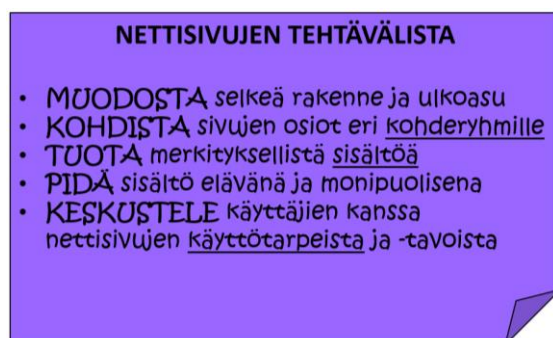 NETTISIVUJEN TEHTÄVÄLISTA
• MUODOSTA selkeä rakenne ja ulkoasu
• KOHDISTA sivujen osiot eri kohderyhmille
• TUOTA merkityksellistä sisältöä
• PIDÄ sisältö elävänä ja monipuolisena
• KESKUSTELE käyttäjien kanssa
nettisivujen käyttötarpeista ja -tavoista